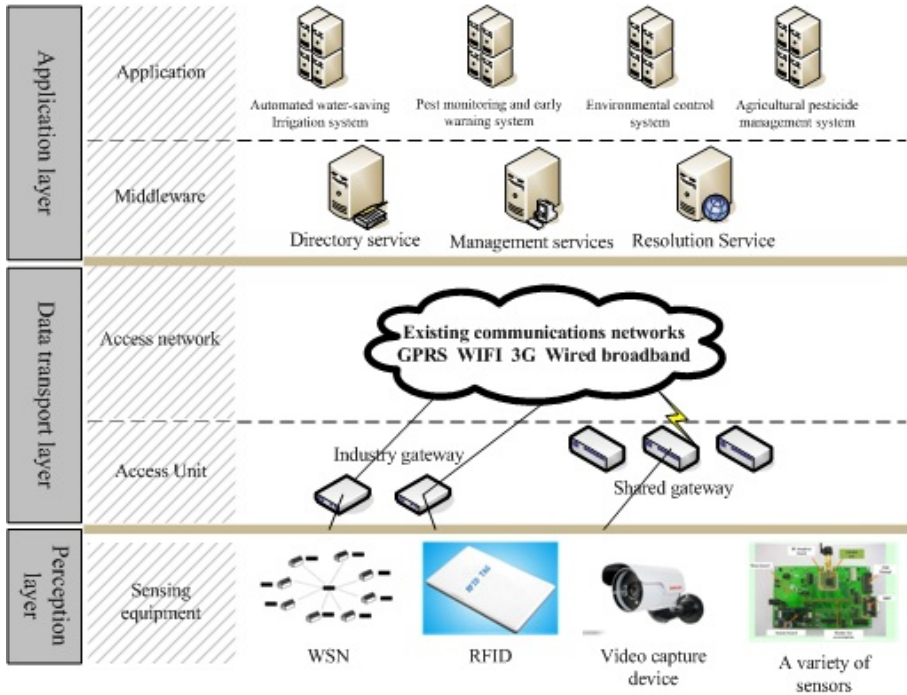 Application layer
Application
Automated water-saving
Irrigation system
Pest monitoring and early
warning system
Environmental control
system
Agricultural pesticide
management system
Middleware
Directory service
Management services
Resolution Service
Data transport layer
Access network
Existing communications networks
GPRS WIFI 3G Wired broadband
Access Unit
Industry gateway
Shared gateway
Perception
layer
Sensing
equipment
WSN
RFID
Video capture
device
A variety of
sensors